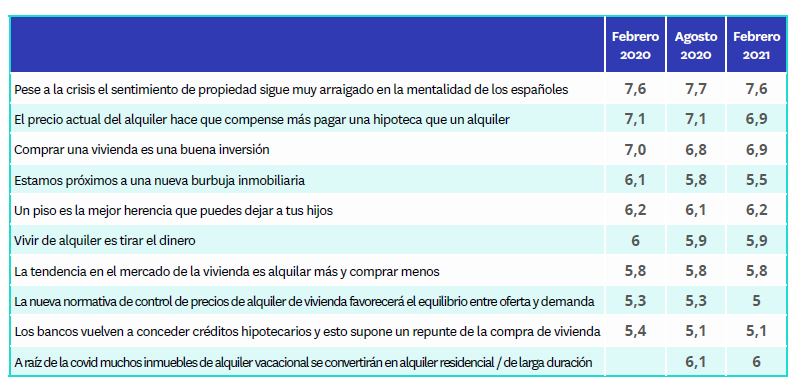 Febrero 2020 Agosto 2020 Febrero 2021
Pese a la crisis el sentimiento de propiedad sigue muy arraigado en la mentalidad de los españoles 7,6 7,7 7,6
El precio actual del alquiler hace que compense más pagar una hipoteca que un alquiler 7,1 7,1 6,9
Comprar una vivienda es una buena inversión 7,0 6,8 6,9
Estamos próximos a una nueva burbuja inmobiliaria 6,1 5,8 5,5
Un piso es la mejor herencia que puedes dejar a tus hijos 6,2 6,1 6,2
Vivir de alquiler es tirar el dinero 6 5,9 5,9
La tendencia en el mercado de la vivienda es alquilar más y comprar menos 5,8 5,8 5,8
La nueva normativa de control de precios de alquiler de vivienda favorecerá el equilibrio entre oferta y demanda 5,3 5,3 5
Los bancos vuelven a conceder créditos hipotecarios y esto supone un repunte de la compra de vivienda 5,4 5,1 5,1
A raíz de la covid muchos inmuebles de alquiler vacacional se convertirán en alquiler residencial / de larga duración 6,1 6